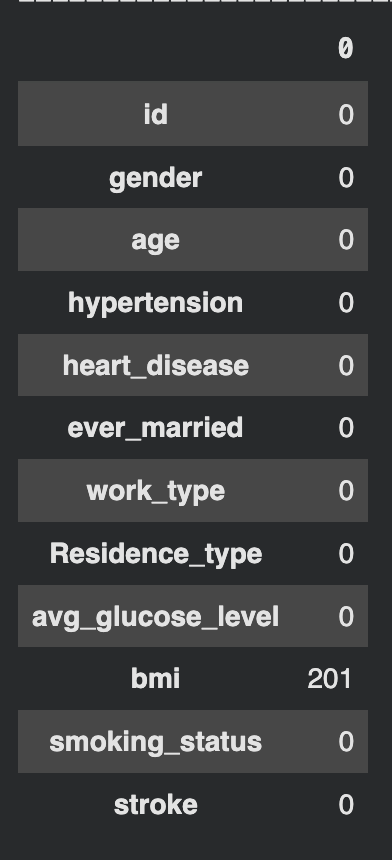 0
id 0
gender 0
age 0
hypertension 0
heart_disease 0
ever_married 0
work_type 0
Residence_type 0
avg_glucose_level 0
bmi 201
smoking_status 0
stroke 0